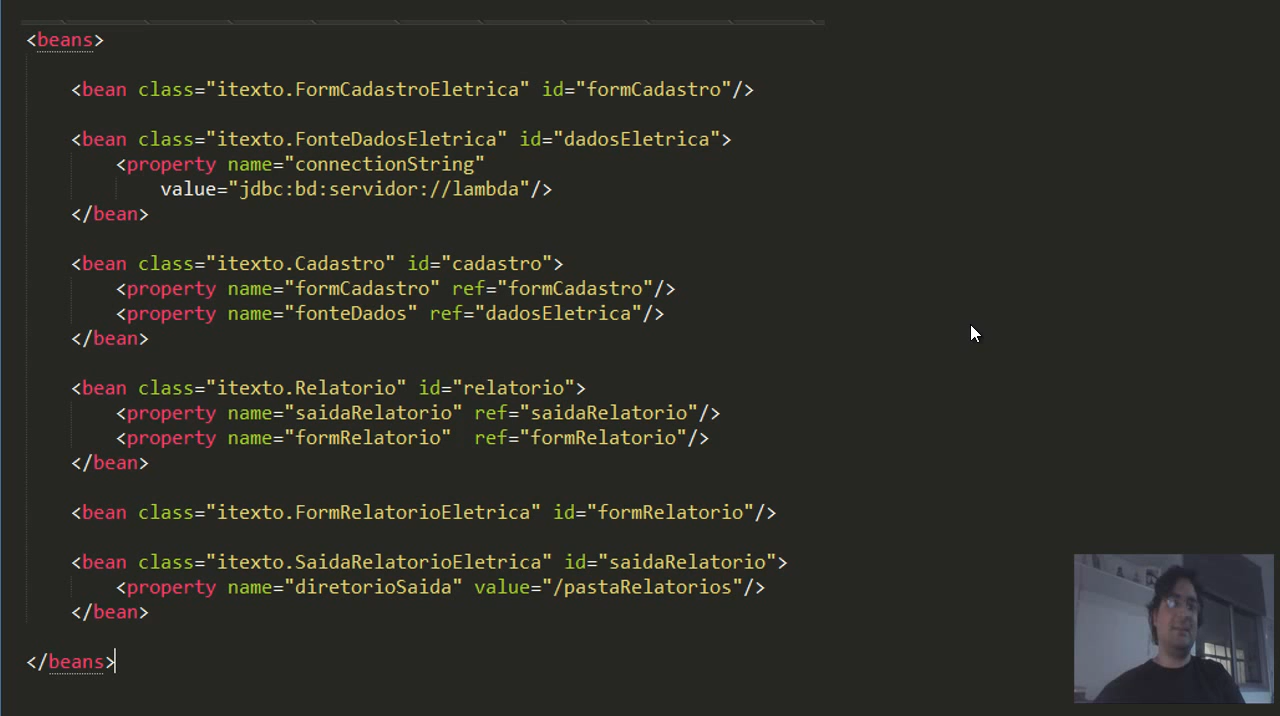 <beans>
<bean class="itexto.FormCadastroEletrica" id="formCadastro"/>
<bean class="itexto.FonteDadosEletrica" id="dadosEletrica">
<property name="connectionString"
value="jdbc:bd:servidor://lambda"/>
</bean>
<bean class="itexto.Cadastro" id="cadastro">
<property name="formCadastro" ref="formCadastro"/>
<property name="fonteDados" ref="dadosEletrica"/>
</bean>
<bean class="itexto.Relatorio" id="relatorio">
<property name="saidaRelatorio" ref="saidaRelatorio"/>
<property name="formRelatorio"  ref="formRelatorio"/>
</bean>
<bean class="itexto.FormRelatorioEletrica" id="formRelatorio"/>
<bean class="itexto.SaidaRelatorioEletrica" id="saidaRelatorio">
<property name="diretorioSaida" value="/pastaRelatorios"/>
</bean>
</beans>